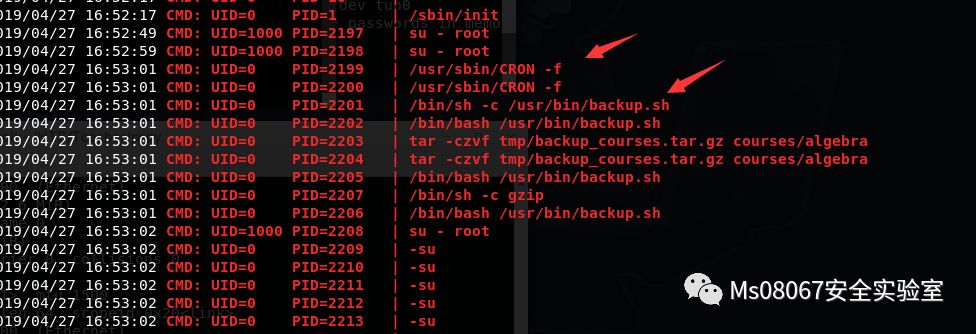 dev tun0
passwords in memo
019/04/27 16:52:17 CMD: UID=0 PID=1 | /sbin/init
019/04/27 16:52:49 CMD: UID=1000 PID=2197 | su - root
019/04/27 16:52:59 CMD: UID=1000 PID=2198 | su - root
019/04/27 16:53:01 CMD: UID=0 PID=2199 | /usr/sbin/CRON -f
019/04/27 16:53:01 CMD: UID=0 PID=2200 | /usr/sbin/CRON -f
019/04/27 16:53:01 CMD: UID=0 PID=2201 | /bin/sh -c /usr/bin/backup.sh
019/04/27 16:53:01 CMD: UID=0 PID=2202 | /bin/bash /usr/bin/backup.sh
019/04/27 16:53:01 CMD: UID=0 PID=2203 | tar -czvf tmp/backup_courses.tar.gz courses/algebra
019/04/27 16:53:01 CMD: UID=0 PID=2204 | tar -czvf tmp/backup_courses.tar.gz courses/algebra
019/04/27 16:53:01 CMD: UID=0 PID=2205 | /bin/bash /usr/bin/backup.sh
019/04/27 16:53:01 CMD: UID=0 PID=2207 | /bin/sh -c gzip
019/04/27 16:53:01 CMD: UID=0 PID=2206 | /bin/bash /usr/bin/backup.sh
019/04/27 16:53:02 CMD: UID=1000 PID=2208 | su - root
019/04/27 16:53:02 CMD: UID=0 PID=2209 | -su
019/04/27 16:53:02 CMD: UID=0 PID=2210 | -su
019/04/27 16:53:02 CMD: UID=0 PID=2211 | -su
019/04/27 16:53:02 CMD: UID=0 PID=2212 | -su
019/04/27 16:53:02 CMD: UID=0 PID=2213 | -su
Ms08067安全实验室